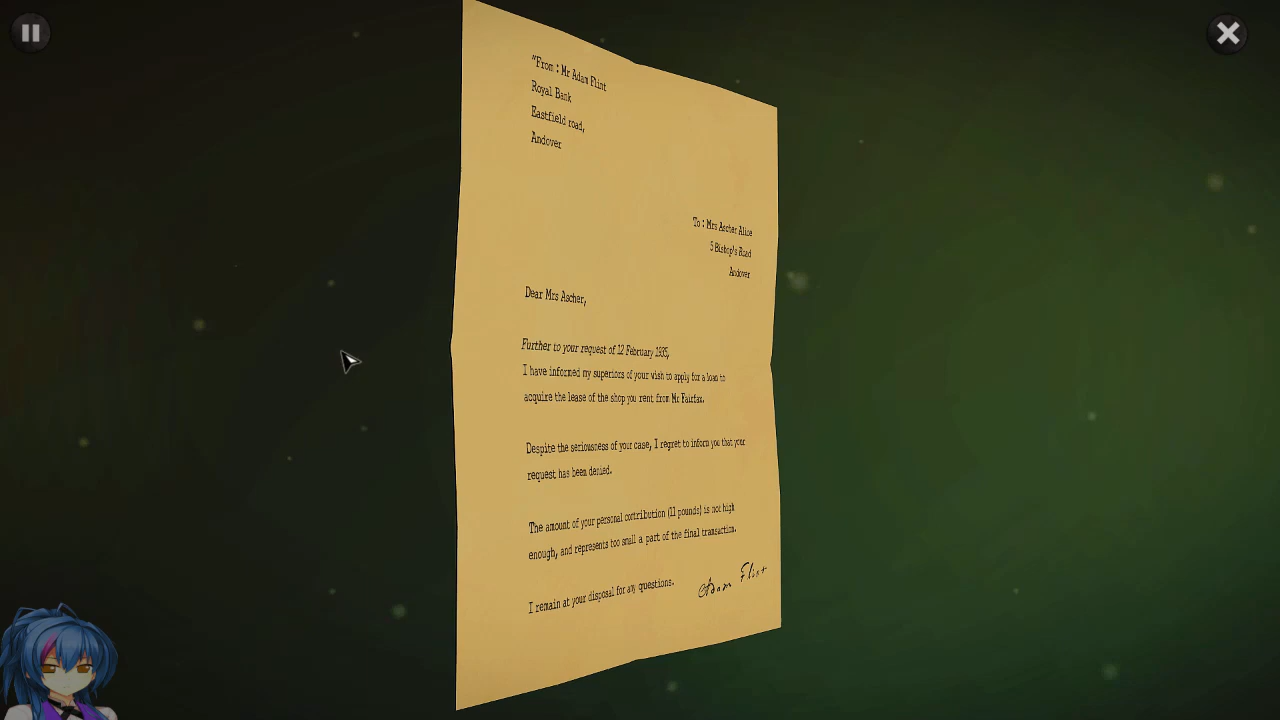 "From : Mr Adam Flint
Royal Bank
Eastfield road,
Andover
To : Mrs Ascher Alice
5 Bishop's Road
Andover
Dear Mrs Ascher,
Further to your request of 12 February 1935,
I have informed my superiors of your wish to apply for a loan to
acquire the lease of the shop you rent from Mr Fairfax.
Despite the seriousness of your case, I regret to inform you that your
request has been denied.
The amount of your personal contribution (11 pounds) is not high
enough, and represents too small a part of the final transaction.
I remain at your disposal for any questions.
Adam Flint